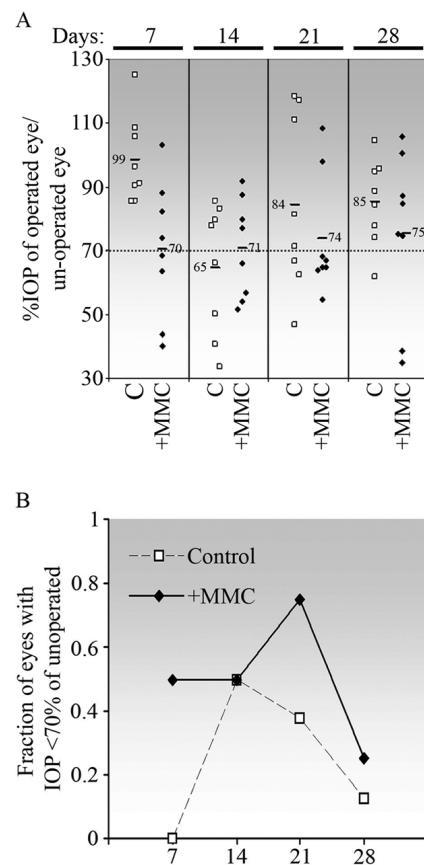 A
Days: 7 14 21 28
%IOP of operated eye/
un-operated eye
130
110
90
70
50
30
99
70
65
71
84
74
85
75
C +MMC C +MMC C +MMC C +MMC
B
Fraction of eyes with
IOP <70% of unoperated
1
0.8
0.6
0.4
0.2
0
Control
+MMC
7 14 21 28